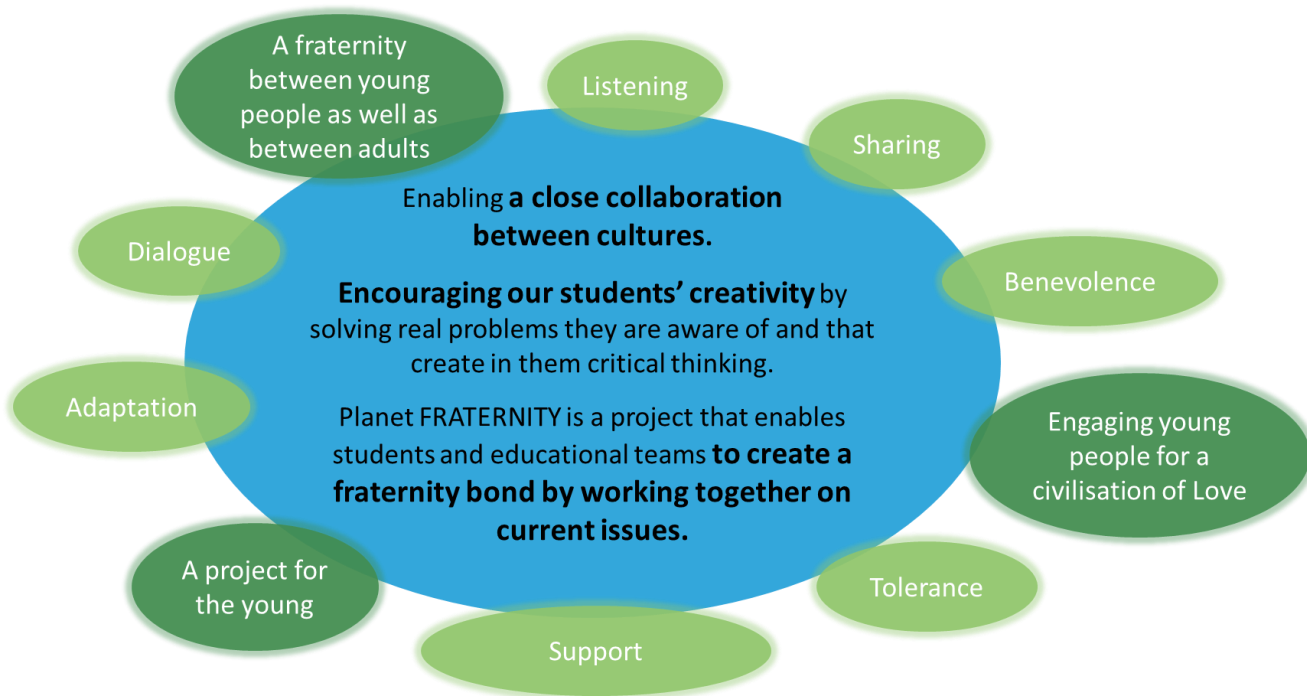 A fraternity
between young
people as well as
between adults
Listening
Sharing
Dialogue
Benevolence
Adaptation
Enabling a close collaboration
between cultures.
Encouraging our students’ creativity by
solving real problems they are aware of and that
create in them critical thinking.
Planet FRATERNITY is a project that enables
students and educational teams to create a
fraternity bond by working together on
current issues.
Engaging young
people for a
civilisation of Love
A project for
the young
Tolerance
Support